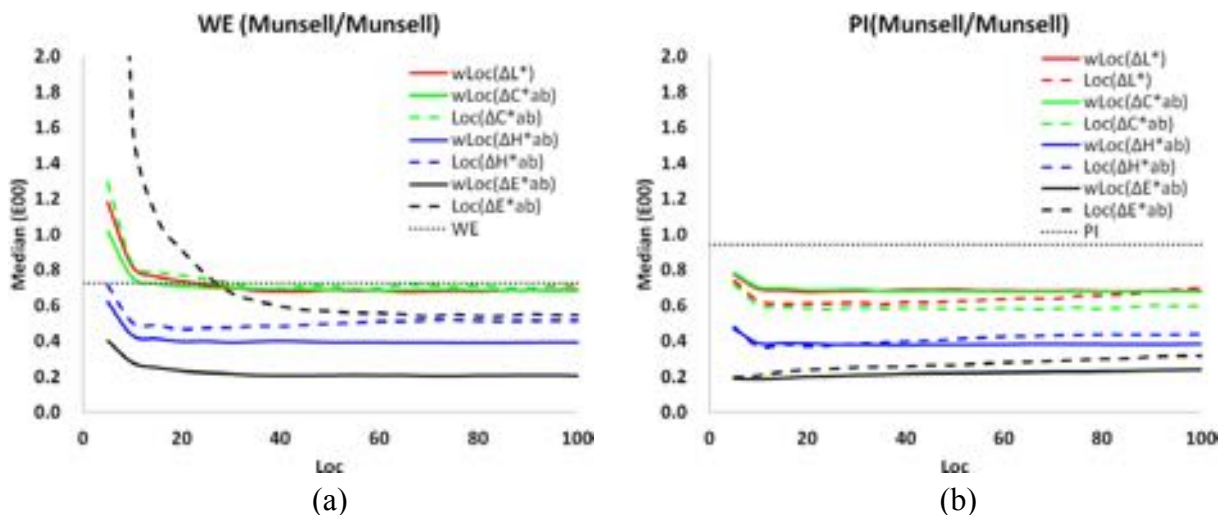 WE (Munsell/Munsell)
2.0
1.8
1.6
1.4
1.2
1.0
0.8
0.6
0.4
0.2
0.0
Median (E00)
wLoc(ΔL*)
wLoc(ΔC*ab)
Loc(ΔC*ab)
wLoc(ΔH*ab)
Loc(ΔH*ab)
wLoc(ΔE*ab)
Loc(ΔE*ab)
WE
0 20 40 60 80 100
Loc
(a)
PI(Munsell/Munsell)
2.0
1.8
1.6
1.4
1.2
1.0
0.8
0.6
0.4
0.2
0.0
Median (E00)
wLoc(ΔL*)
Loc(ΔL*)
wLoc(ΔC*ab)
Loc(ΔC*ab)
wLoc(ΔH*ab)
Loc(ΔH*ab)
wLoc(ΔE*ab)
Loc(ΔE*ab)
PI
0 20 40 60 80 100
Loc
(b)